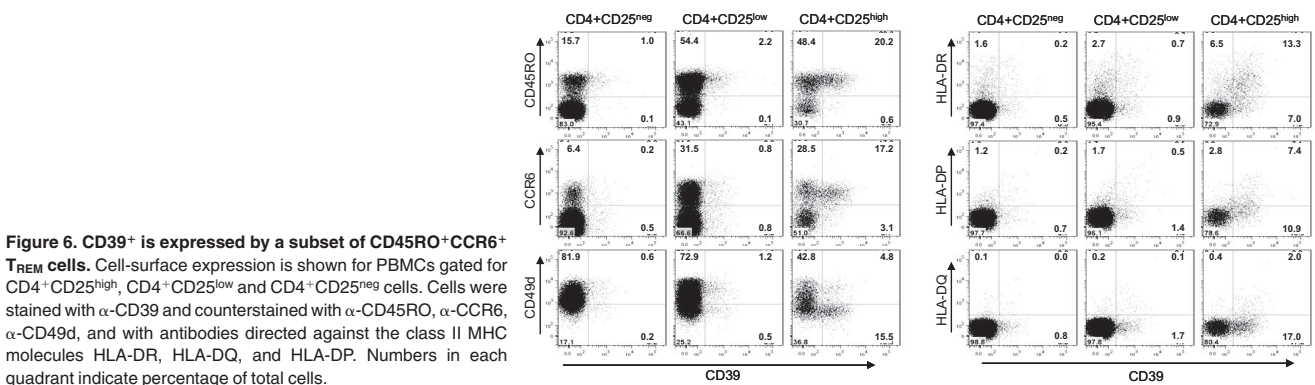 Figure 6. CD39+ is expressed by a subset of CD45RO+CCR6+
TREM cells. Cell-surface expression is shown for PBMCs gated for
CD4+CD25high, CD4+CD25low and CD4+CD25neg cells. Cells were
stained with α-CD39 and counterstained with α-CD45RO, α-CCR6,
α-CD49d, and with antibodies directed against the class II MHC
molecules HLA-DR, HLA-DQ, and HLA-DP. Numbers in each
quadrant indicate percentage of total cells.
CD4+CD25neg CD4+CD25low CD4+CD25high
CD45RO
15.7 1.0 54.4 2.2 48.4 20.2
83.0 0.1 43.1 0.1 30.7 0.6
CCR6
6.4 0.2 31.5 0.8 28.5 17.2
92.6 0.5 66.6 0.8 51.0 3.1
CD49d
81.9 0.6 72.9 1.2 42.8 4.8
17.1 0.2 25.2 0.5 36.8 15.5
CD39
CD4+CD25neg CD4+CD25low CD4+CD25high
HLA-DR
1.6 0.2 2.7 0.7 6.5 13.3
97.4 0.5 95.4 0.9 72.9 7.0
HLA-DP
1.2 0.2 1.7 0.5 2.8 7.4
97.7 0.7 96.1 1.4 78.6 10.9
HLA-DQ
0.1 0.0 0.2 0.1 0.4 2.0
98.8 0.8 97.8 1.7 80.4 17.0
CD39